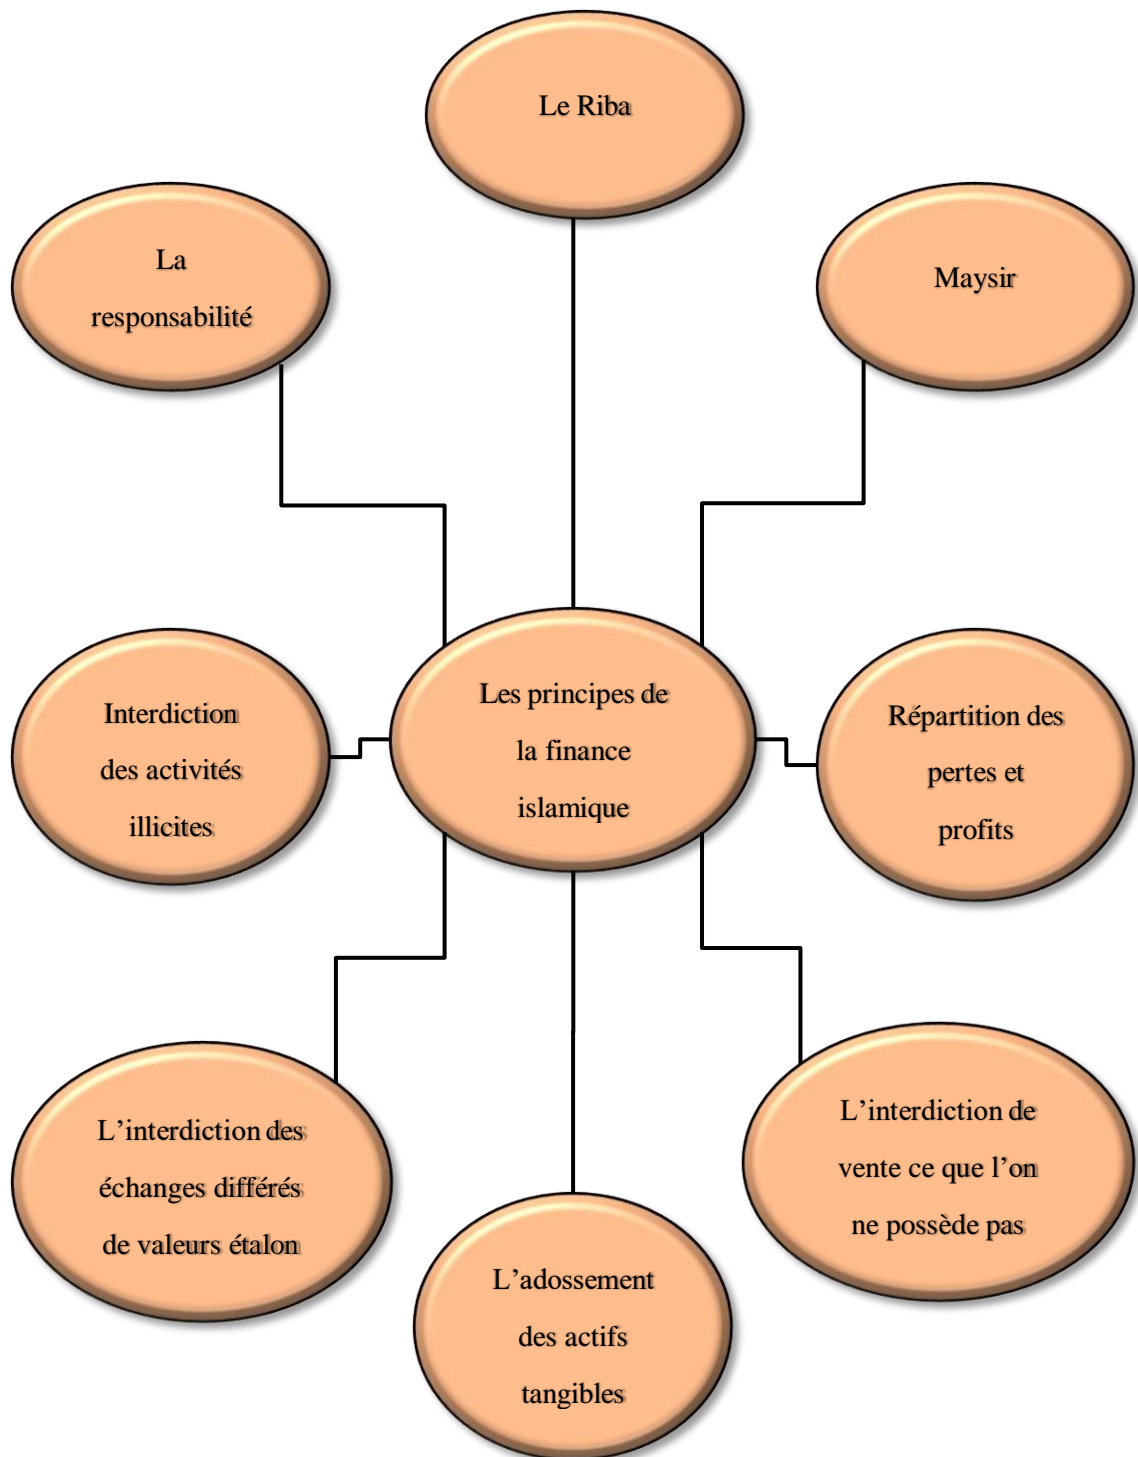 Le Riba
La
responsabilité
Maysir
Interdiction
des activités
illicites
Les principes de
la finance
islamique
Répartition des
pertes et
profits
L’interdiction des
échanges différés
de valeurs étalon
L’adossement
des actifs
tangibles
L’interdiction de
vente ce que l’on
ne possède pas